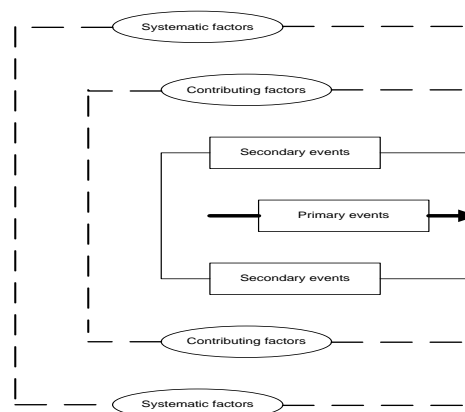 Systematic factors
Contributing factors
Secondary events
Primary events
Secondary events
Contributing factors
Systematic factors